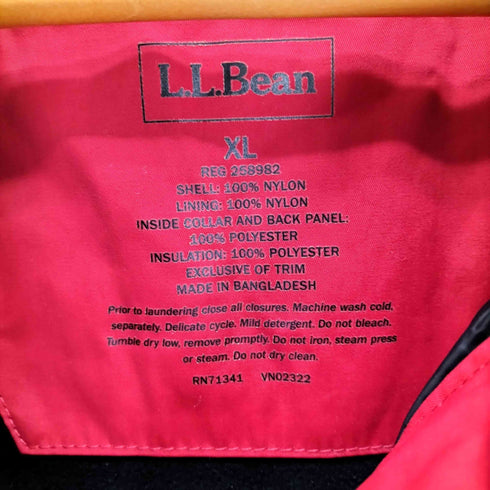 L.L.Bean
XL
REG 258982
SHELL: 100% NYLON
LINING: 100% NYLON
INSIDE COLLAR AND BACK PANEL:
100% POLYESTER
INSULATION: 100% POLYESTER
EXCLUSIVE OF TRIM
MADE IN BANGLADESH
Prior to laundering close all closures. Machine wash cold,
separately. Delicate cycle. Mild detergent. Do not bleach.
Tumble dry low, remove promptly. Do not iron, steam press
or steam. Do not dry clean.
RN71341 VN02322